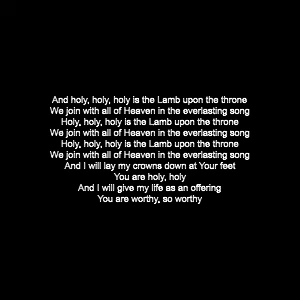 And holy, holy, holy is the Lamb upon the throne
We join with all of Heaven in the everlasting song
Holy, holy, holy is the Lamb upon the throne
We join with all of Heaven in the everlasting song
Holy, holy, holy is the Lamb upon the throne
We join with all of Heaven in the everlasting song
And I will lay my crowns down at Your feet
You are holy, holy
And I will give my life as an offering
You are worthy, so worthy